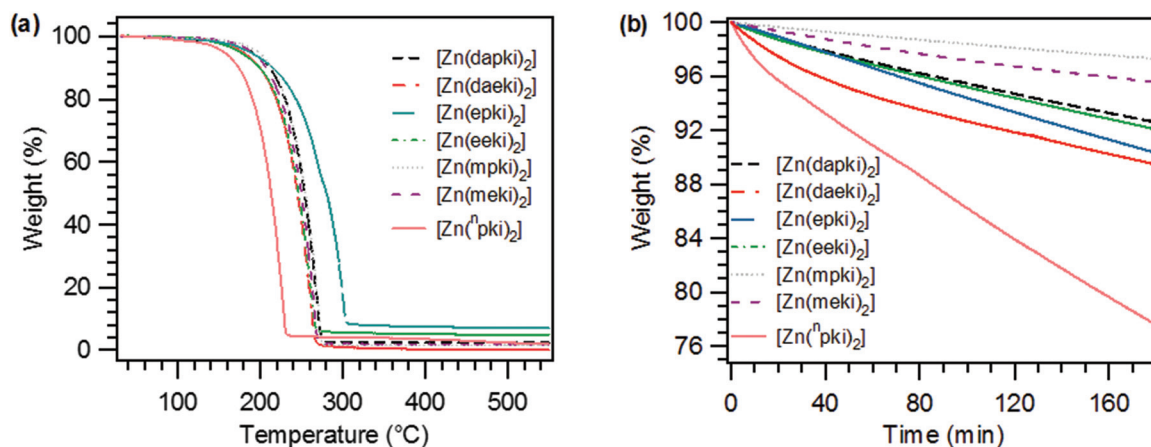 (a)
100
80
60
40
20
0
Weight (%)
[Zn(dapki)₂]
[Zn(daeki)₂]
[Zn(epki)₂]
[Zn(eeki)₂]
[Zn(mpki)₂]
[Zn(meki)₂]
[Zn(ⁿpki)₂]
100 200 300 400 500
Temperature (°C)
(b)
100
96
92
88
84
80
76
Weight (%)
[Zn(dapki)₂]
[Zn(daeki)₂]
[Zn(epki)₂]
[Zn(eeki)₂]
[Zn(mpki)₂]
[Zn(meki)₂]
[Zn(ⁿpki)₂]
0 40 80 120 160
Time (min)